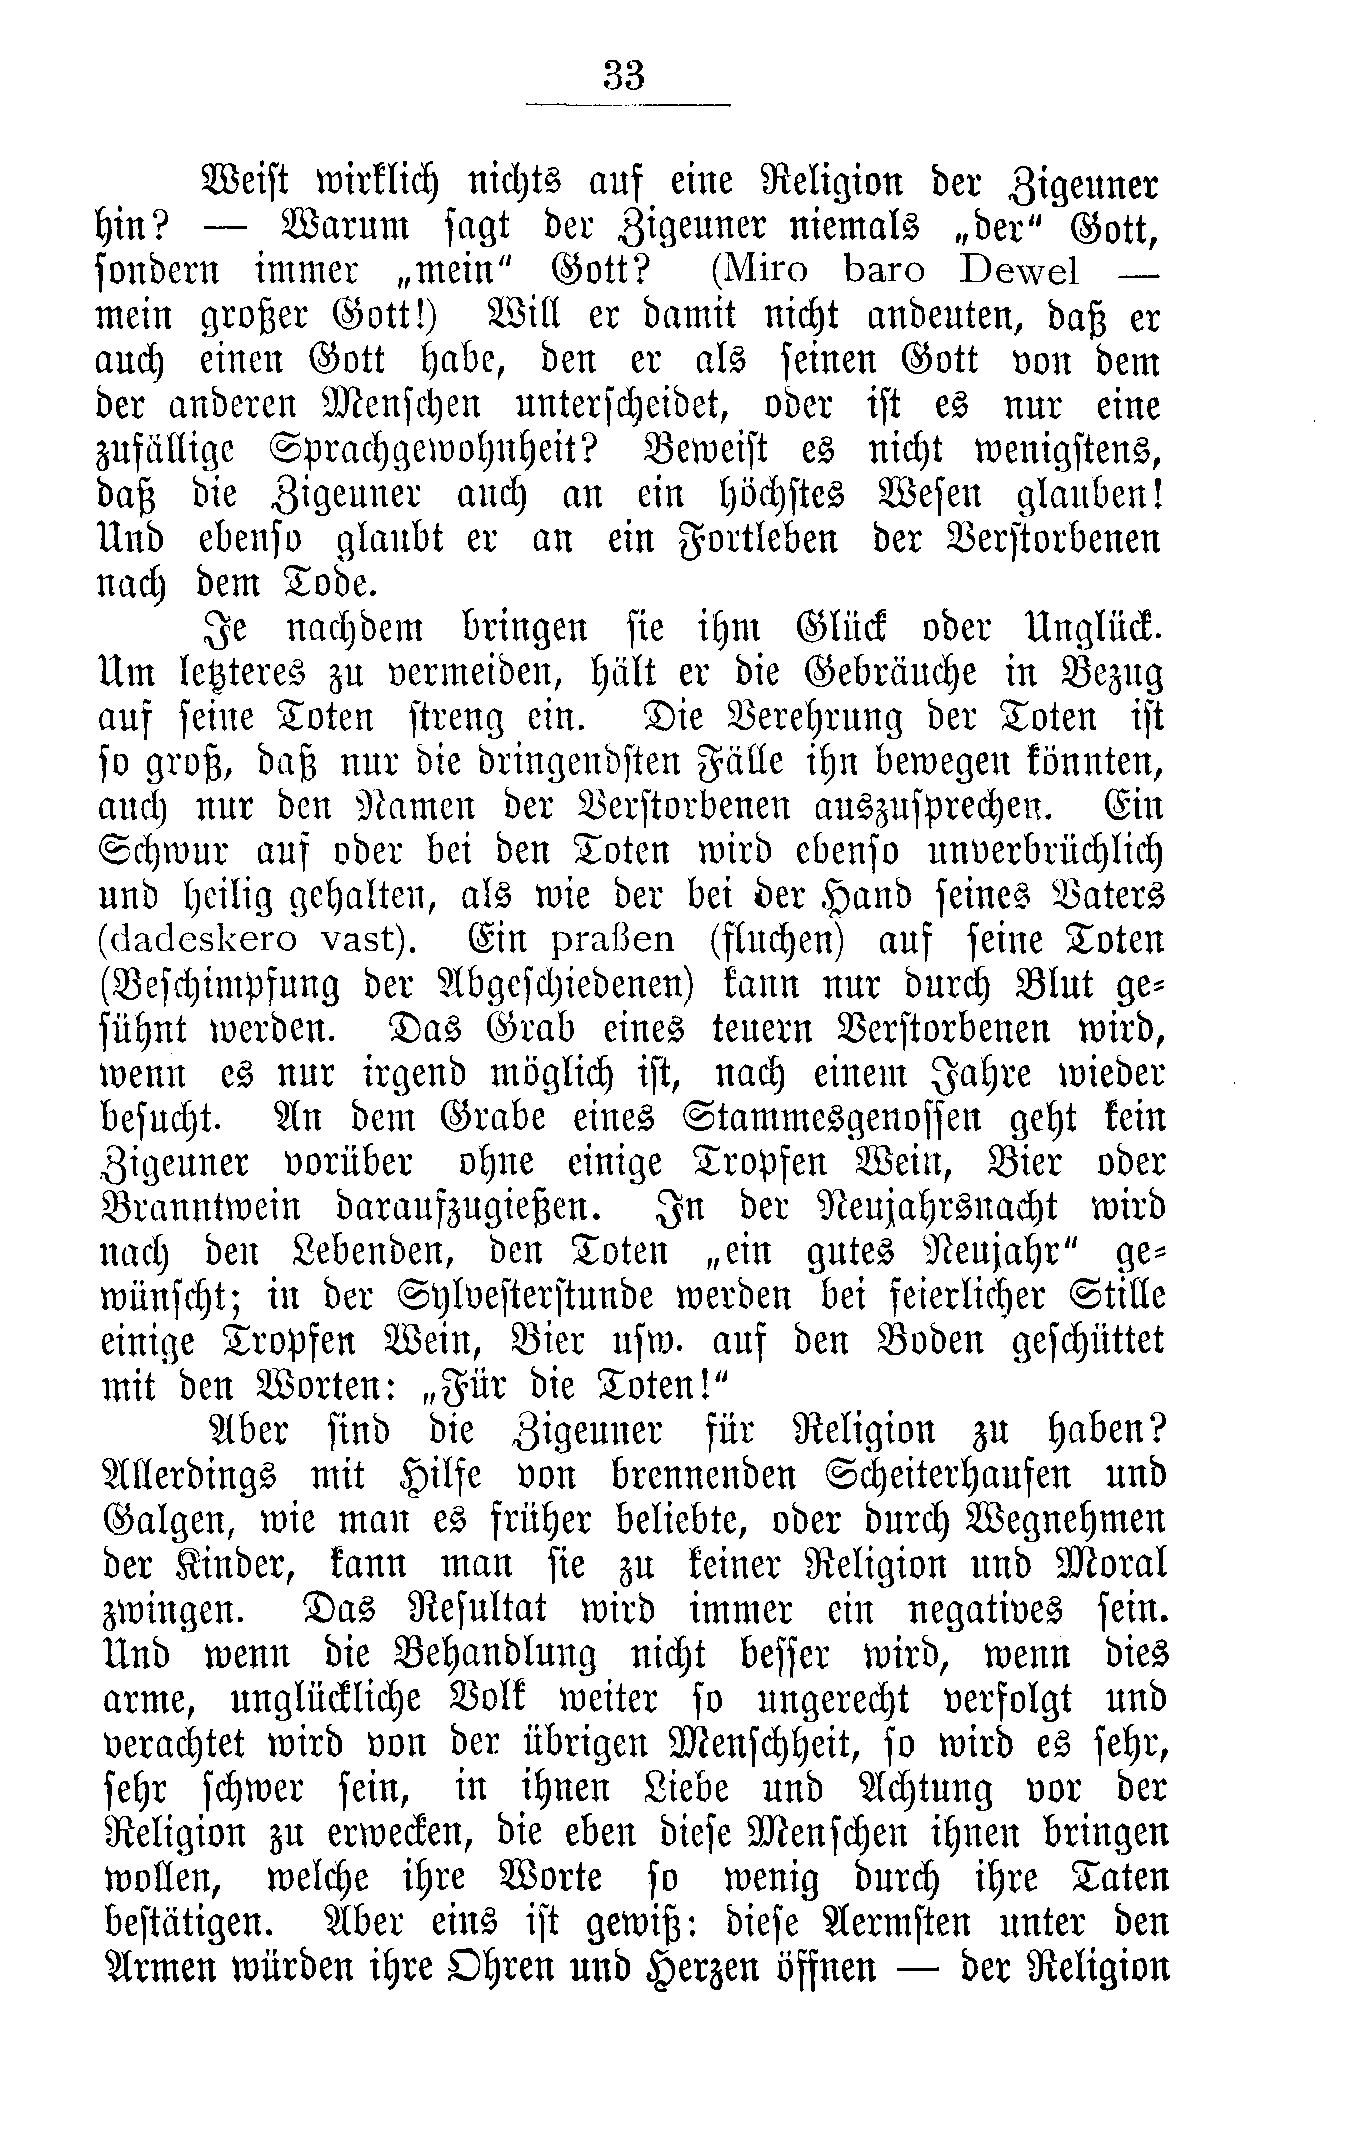 33
Weist wirklich nichts auf eine Religion der Zigeuner
hin? — Warum sagt der Zigeuner niemals „der“ Gott,
sondern immer „mein“ Gott? (Miro baro Dewel —
mein großer Gott!) Will er damit nicht andeuten, daß er
auch einen Gott habe, den er als seinen Gott von dem
der anderen Menschen unterscheidet, oder ist es nur eine
zufällige Sprachgewohnheit? Beweist es nicht wenigstens,
daß die Zigeuner auch an ein höchstes Wesen glauben!
Und ebenso glaubt er an ein Fortleben der Verstorbenen
nach dem Tode.
Je nachdem bringen sie ihm Glück oder Unglück.
Um letzteres zu vermeiden, hält er die Gebräuche in Bezug
auf seine Toten streng ein. Die Verehrung der Toten ist
so groß, daß nur die dringendsten Fälle ihn bewegen könnten,
auch nur den Namen der Verstorbenen auszusprechen. Ein
Schwur auf oder bei den Toten wird ebenso unverbrüchlich
und heilig gehalten, als wie der bei der Hand seines Vaters
(dadeskero vast). Ein praßen (fluchen) auf seine Toten
(Beschimpfung der Abgeschiedenen) kann nur durch Blut ge-
sühnt werden. Das Grab eines teuern Verstorbenen wird,
wenn es nur irgend möglich ist, nach einem Jahre wieder
besucht. An dem Grabe eines Stammesgenossen geht kein
Zigeuner vorüber ohne einige Tropfen Wein, Bier oder
Branntwein daraufzugießen. In der Neujahrsnacht wird
nach den Lebenden, den Toten „ein gutes Neujahr“ ge-
wünscht; in der Sylvesterstunde werden bei feierlicher Stille
einige Tropfen Wein, Bier usw. auf den Boden geschüttet
mit den Worten: „Für die Toten!“
Aber sind die Zigeuner für Religion zu haben?
Allerdings mit Hilfe von brennenden Scheiterhaufen und
Galgen, wie man es früher beliebte, oder durch Wegnehmen
der Kinder, kann man sie zu keiner Religion und Moral
zwingen. Das Resultat wird immer ein negatives sein.
Und wenn die Behandlung nicht besser wird, wenn dies
arme, unglückliche Volk weiter so ungerecht verfolgt und
verachtet wird von der übrigen Menschheit, so wird es sehr,
sehr schwer sein, in ihnen Liebe und Achtung vor der
Religion zu erwecken, die eben diese Menschen ihnen bringen
wollen, welche ihre Worte so wenig durch ihre Taten
bestätigen. Aber eins ist gewiß: diese Aermsten unter den
Armen würden ihre Ohren und Herzen öffnen — der Religion